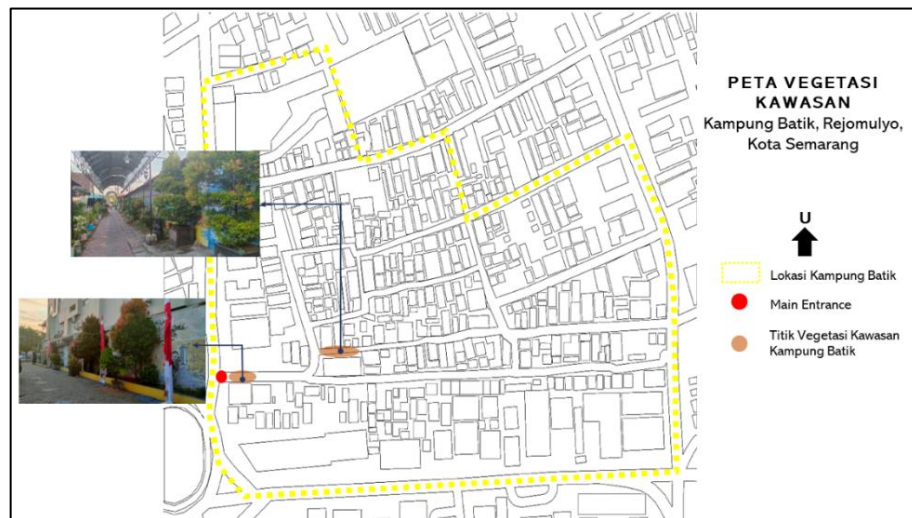 PETA VEGETASI
KAWASAN
Kampung Batik, Rejomulyo,
Kota Semarang
U
Lokasi Kampung Batik
Main Entrance
Titik Vegetasi Kawasan
Kampung Batik